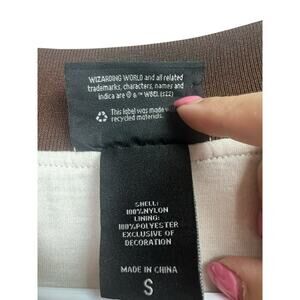 WIZARDING WORLD and all related
trademarks, characters, names and
indicia are © & ™ WBEI. (s22)
This label was made
recycled materials.
SHELL:
100%NYLON
LINING:
100%POLYESTER
EXCLUSIVE OF
DECORATION
MADE IN CHINA
S